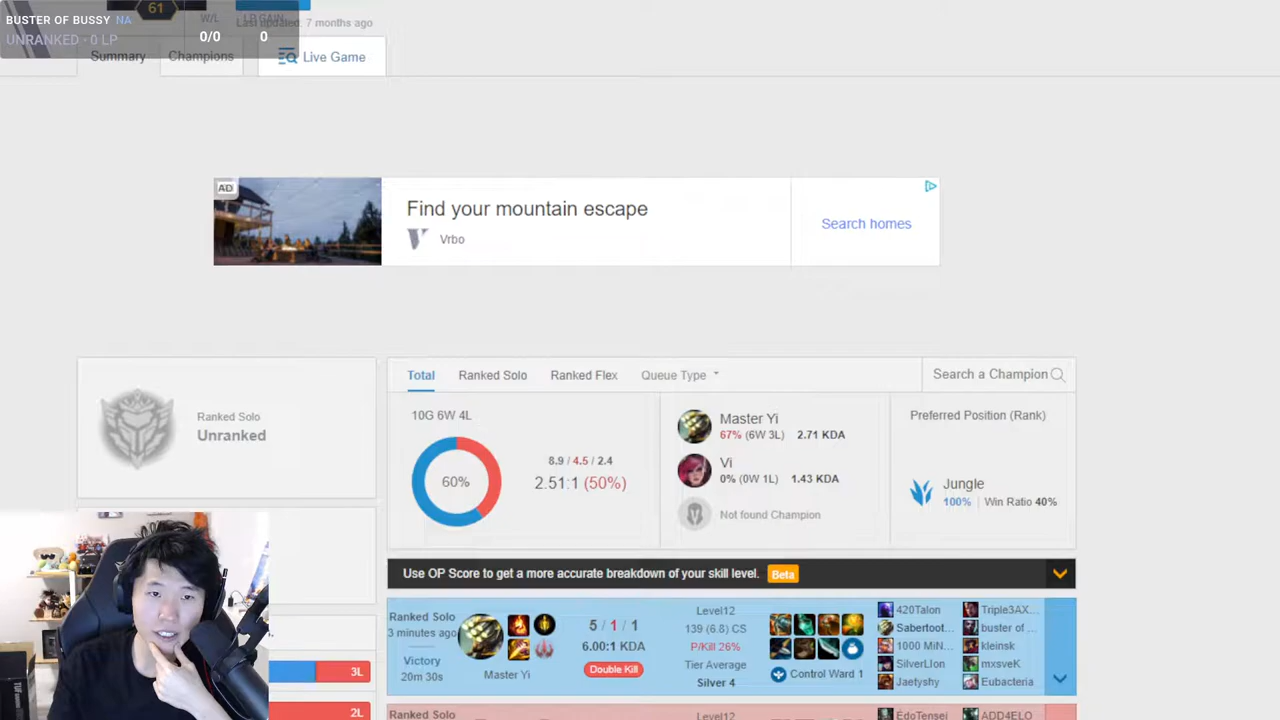 BUSTER OF BUSSY NA
UNRANKED - 0 LP
61
W/L
0/0
LP GAIN
0
Last updated, 7 months ago
Summary
Champions
Live Game
AD
Find your mountain escape
Vrbo
Search homes
Ranked Solo
Unranked
Total
Ranked Solo
Ranked Flex
Queue Type
Search a Champion
10G 6W 4L
60%
8.9 / 4.5 / 2.4
2.51:1 (50%)
Master Yi
67% (6W 3L) 2.71 KDA
Vi
0% (0W 1L) 1.43 KDA
Not found Champion
Preferred Position (Rank)
Jungle
100% Win Ratio 40%
Use OP Score to get a more accurate breakdown of your skill level. Beta
Ranked Solo
3 minutes ago
Victory
20m 30s
Master Yi
5 / 1 / 1
6.00:1 KDA
Double Kill
Level12
139 (6.8) CS
P/Kill 26%
Tier Average
Silver 4
Control Ward 1
420Talon
Sabertoot...
1000 MiN...
SilverLIon
Jaetyshy
Triple3AX...
buster of ...
kleinsk
mxsveK
Eubacteria
3L
2L
Ranked Solo
Level12
EdoTensei
ADD4ELO